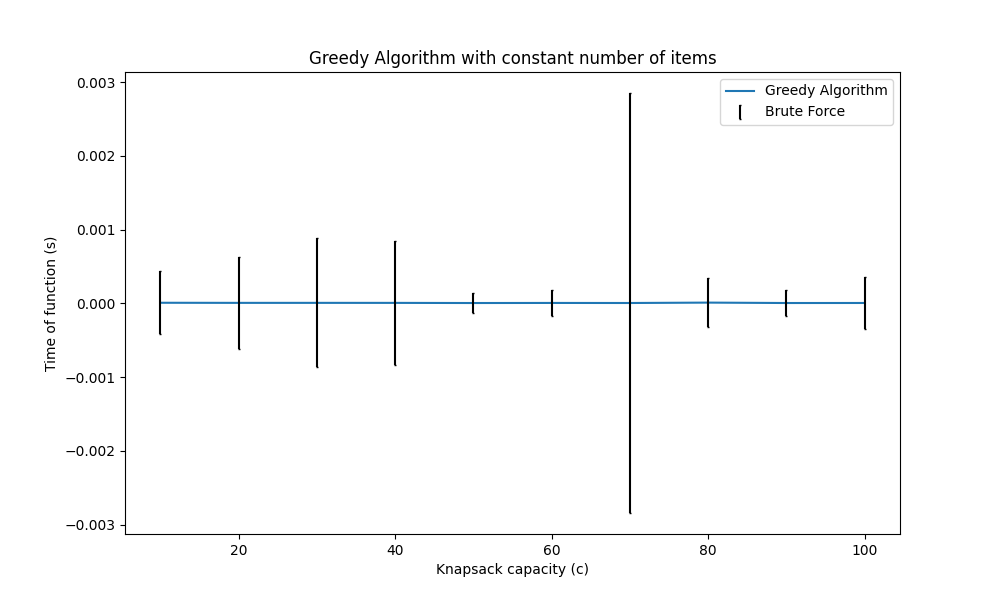 Greedy Algorithm with constant number of items
Greedy Algorithm
Brute Force
Time of function (s)
0.003
0.002
0.001
0.000
−0.001
−0.002
−0.003
20
40
60
80
100
Knapsack capacity (c)